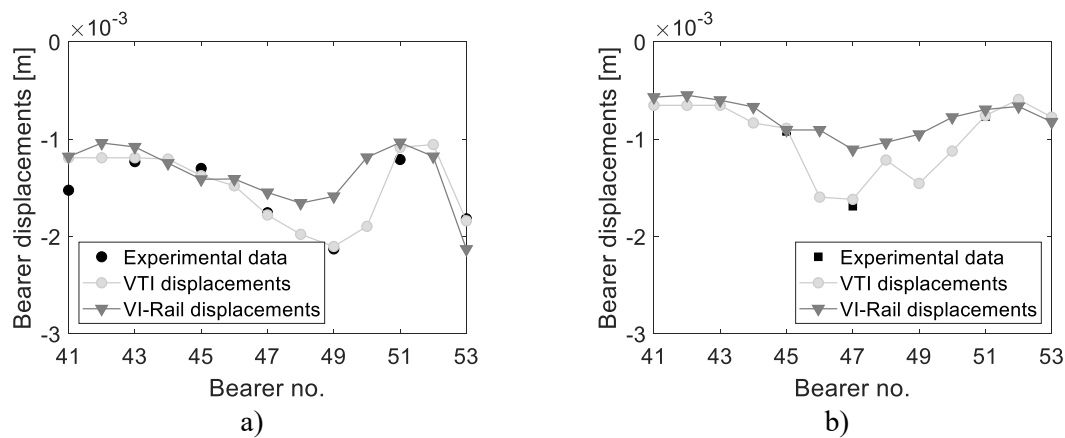 ×10-3
0
-1
-2
-3
Bearer displacements [m]
Experimental data
VTI displacements
VI-Rail displacements
41 43 45 47 49 51 53
Bearer no.
a)
×10-3
0
-1
-2
-3
Bearer displacements [m]
Experimental data
VTI displacements
VI-Rail displacements
41 43 45 47 49 51 53
Bearer no.
b)